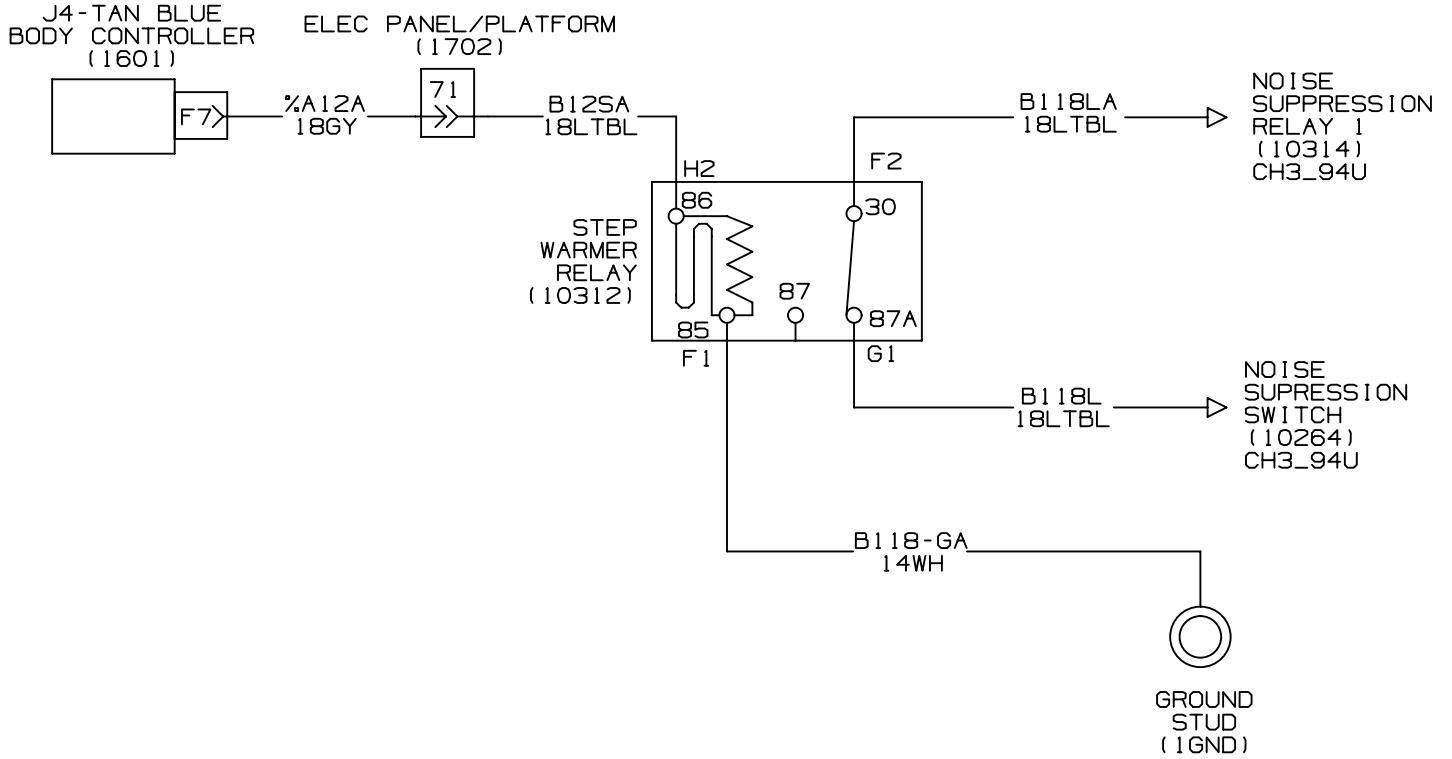 J4-TAN BLUE
BODY CONTROLLER
(1601)
F7
%A12A
18GY
ELEC PANEL/PLATFORM
(1702)
71
B12SA
18LTBL
H2
F2
B118LA
18LTBL
NOISE
SUPPRESSION
RELAY 1
(10314)
CH3_94U
STEP
WARMER
RELAY
(10312)
86
30
87
87A
85
F1
G1
B118L
18LTBL
NOISE
SUPRESSION
SWITCH
(10264)
CH3_94U
B118-GA
14WH
GROUND
STUD
(1GND)